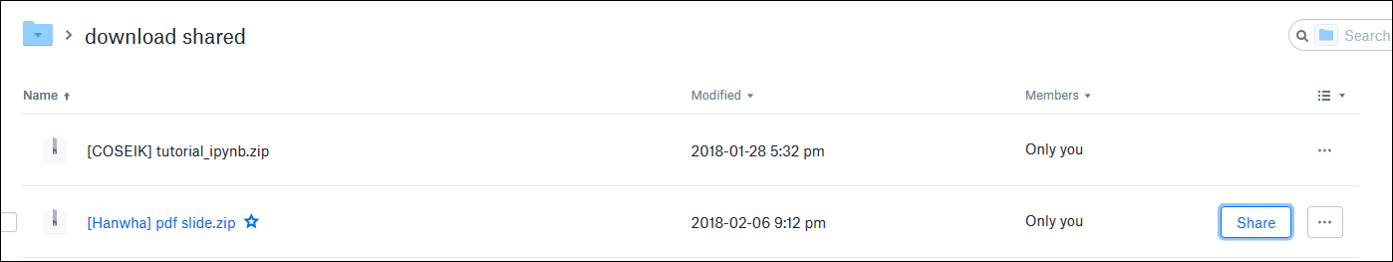 download shared
Search
Name
Modified
Members
[COSEIK] tutorial_ipynb.zip
2018-01-28 5:32 pm
Only you
[Hanwha] pdf slide.zip
2018-02-06 9:12 pm
Only you
Share